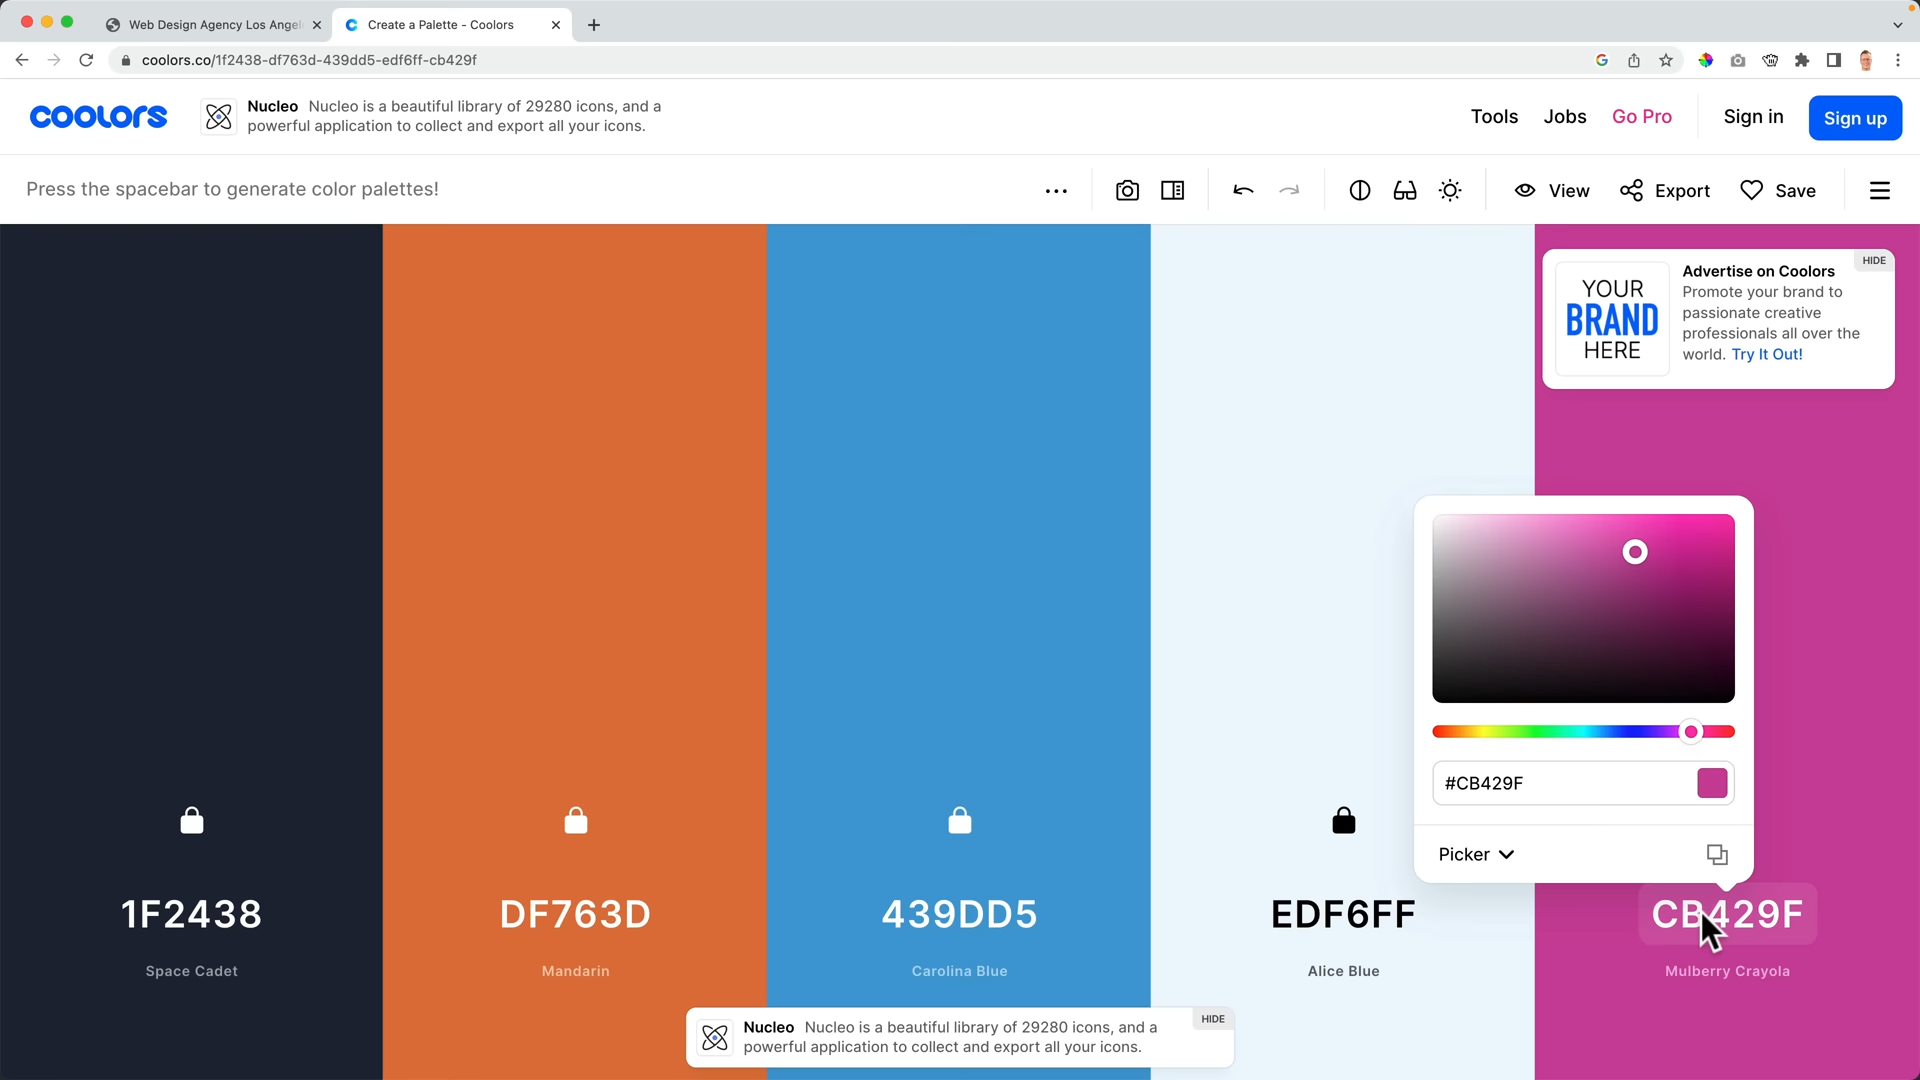 Web Design Agency Los Angel
Create a Palette - Coolors
coolors.co/1f2438-df763d-439dd5-edf6ff-cb429f
coolors
Nucleo Nucleo is a beautiful library of 29280 icons, and a
powerful application to collect and export all your icons.
Tools
Jobs
Go Pro
Sign in
Sign up
Press the spacebar to generate color palettes!
View
Export
Save
HIDE
YOUR
BRAND
HERE
Advertise on Coolors
Promote your brand to
passionate creative
professionals all over the
world. Try It Out!
#CB429F
Picker
1F2438
DF763D
439DD5
EDF6FF
CB429F
Space Cadet
Mandarin
Carolina Blue
Alice Blue
Mulberry Crayola
HIDE
Nucleo Nucleo is a beautiful library of 29280 icons, and a
powerful application to collect and export all your icons.